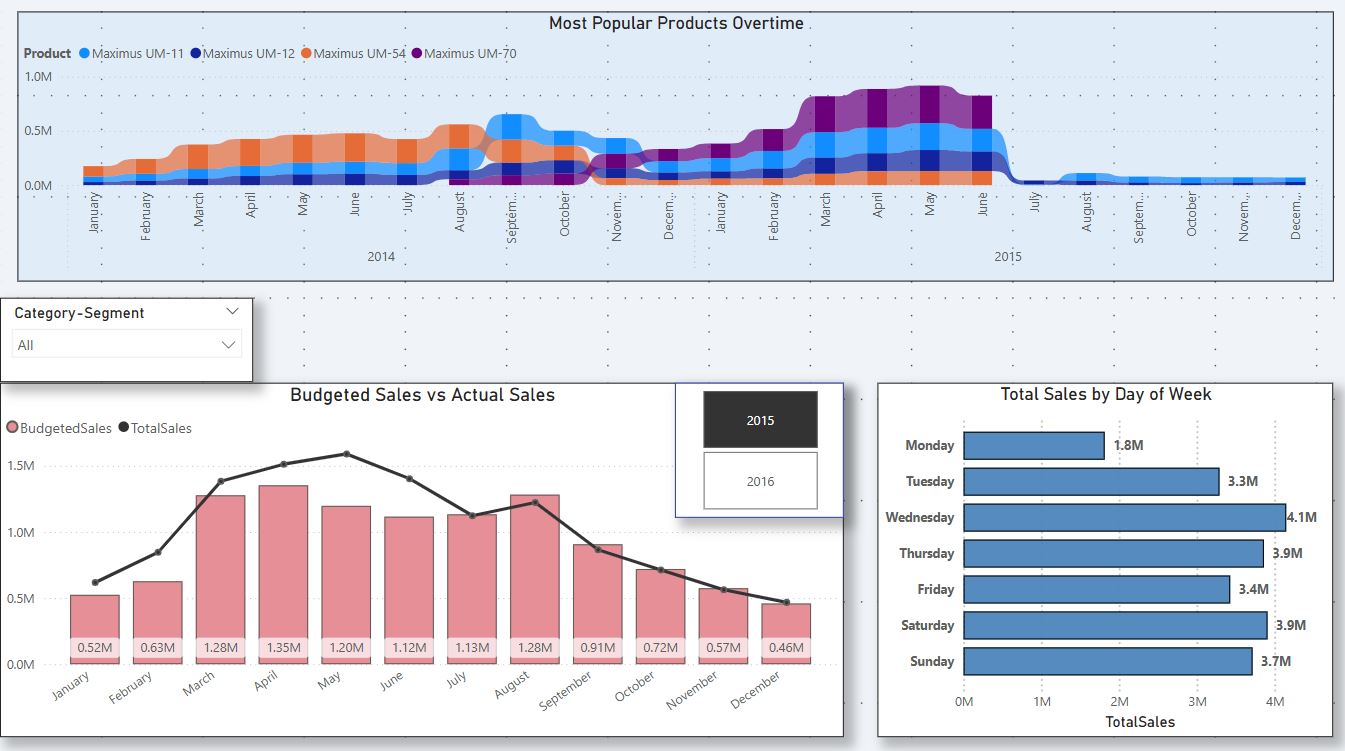 Most Popular Products Overtime
Product Maximus UM-11 Maximus UM-12 Maximus UM-54 Maximus UM-70
1.0M
0.5M
0.0M
January February March April May June July August Septem... October Novem... Decem... January February March April May June July August Septem... October Novem... Decem...
2014 2015
Category-Segment
All
Budgeted Sales vs Actual Sales
BudgetedSales TotalSales
2015
2016
1.5M
1.0M
0.5M
0.0M
0.52M 0.63M 1.28M 1.35M 1.20M 1.12M 1.13M 1.28M 0.91M 0.72M 0.57M 0.46M
January February March April May June July August September October November December
Total Sales by Day of Week
Monday 1.8M
Tuesday 3.3M
Wednesday 4.1M
Thursday 3.9M
Friday 3.4M
Saturday 3.9M
Sunday 3.7M
0M 1M 2M 3M 4M
TotalSales